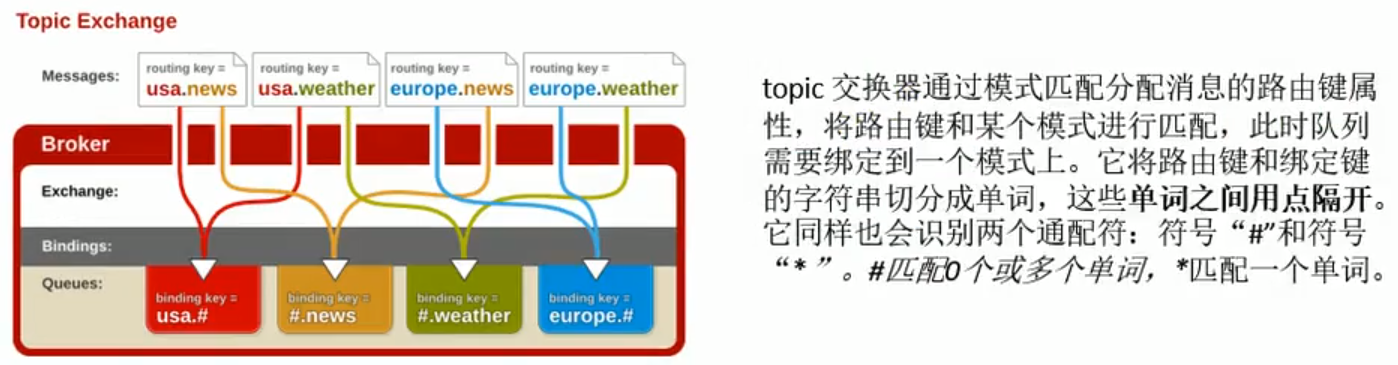 Topic Exchange
Messages:
routing key =
usa.news
routing key =
usa.weather
routing key =
europe.news
routing key =
europe.weather
Broker
Exchange:
Bindings:
Queues:
binding key =
usa.#
binding key =
#.news
binding key =
#.weather
binding key =
europe.#
topic 交换器通过模式匹配分配消息的路由键属
性，将路由键和某个模式进行匹配，此时队列
需要绑定到一个模式上。它将路由键和绑定键
的字符串切分成单词，这些单词之间用点隔开。
它同样也会识别两个通配符：符号“#”和符号
“*”。#匹配0个或多个单词，*匹配一个单词。